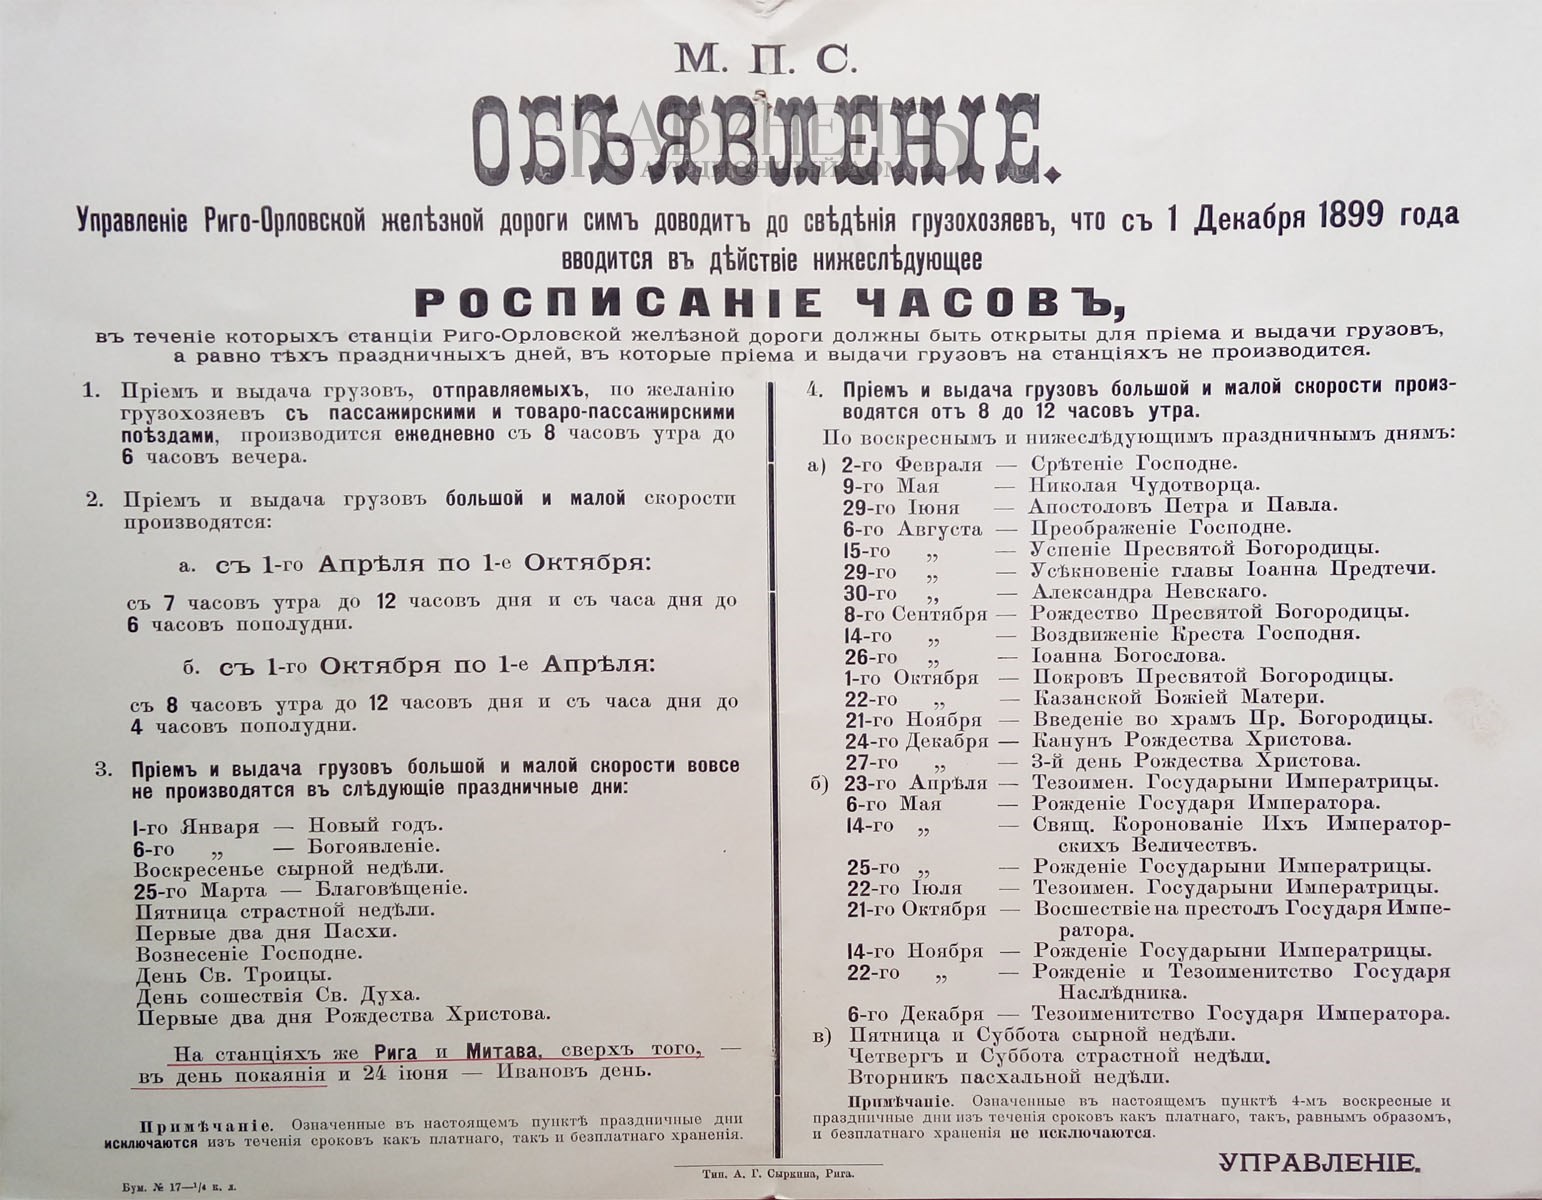 М. П. С.
ОБЪЯВЛЕНІЕ.
КАБИНЕТЪ
АУКЦИОННЫЙ ДОМ
Управленіе Риго-Орловской желѣзной дороги симъ доводитъ до свѣдѣнія грузохозяевъ, что съ 1 Декабря 1899 года
вводится въ дѣйствіе нижеслѣдующее
РОСПИСАНІЕ ЧАСОВЪ,
въ теченіе которыхъ станціи Риго-Орловской желѣзной дороги должны быть открыты для пріема и выдачи грузовъ,
а равно тѣхъ праздничныхъ дней, въ которые пріема и выдачи грузовъ на станціяхъ не производится.
1. Пріемъ и выдача грузовъ, отправляемыхъ, по желанію
грузохозяевъ съ пассажирскими и товаро-пассажирскими
поѣздами, производится ежедневно съ 8 часовъ утра до
6 часовъ вечера.
2. Пріемъ и выдача грузовъ большой и малой скорости
производятся:
а. съ 1-го Апрѣля по 1-е Октября:
съ 7 часовъ утра до 12 часовъ дня и съ часа дня до
6 часовъ пополудни.
б. съ 1-го Октября по 1-е Апрѣля:
съ 8 часовъ утра до 12 часовъ дня и съ часа дня до
4 часовъ пополудни.
3. Пріемъ и выдача грузовъ большой и малой скорости вовсе
не производятся въ слѣдующіе праздничные дни:
1-го Января — Новый годъ.
6-го „ — Богоявленіе.
Воскресенье сырной недѣли.
25-го Марта — Благовѣщеніе.
Пятница страстной недѣли.
Первые два дня Пасхи.
Вознесеніе Господне.
День Св. Троицы.
День сошествія Св. Духа.
Первые два дня Рождества Христова.
На станціяхъ же Рига и Митава, сверхъ того, —
въ день покаянія и 24 іюня — Ивановъ день.
Примѣчаніе. Означенные въ настоящемъ пунктѣ праздничные дни
исключаются изъ теченія сроковъ какъ платнаго, такъ и безплатнаго храненія.
4. Пріемъ и выдача грузовъ большой и малой скорости произ-
водятся отъ 8 до 12 часовъ утра.
По воскреснымъ и нижеслѣдующимъ праздничнымъ днямъ:
а) 2-го Февраля — Срѣтеніе Господне.
9-го Мая — Николая Чудотворца.
29-го Іюня — Апостоловъ Петра и Павла.
6-го Августа — Преображеніе Господне.
15-го „ — Успеніе Пресвятой Богородицы.
29-го „ — Усѣкновеніе главы Іоанна Предтечи.
30-го „ — Александра Невскаго.
8-го Сентября — Рождество Пресвятой Богородицы.
14-го „ — Воздвиженіе Креста Господня.
26-го „ — Іоанна Богослова.
1-го Октября — Покровъ Пресвятой Богородицы.
22-го „ — Казанской Божіей Матери.
21-го Ноября — Введеніе во храмъ Пр. Богородицы.
24-го Декабря — Канунъ Рождества Христова.
27-го „ — 3-й день Рождества Христова.
б) 23-го Апрѣля — Тезоимен. Государыни Императрицы.
6-го Мая — Рожденіе Государя Императора.
14-го „ — Свящ. Коронованіе Ихъ Император-
скихъ Величествъ.
25-го „ — Рожденіе Государыни Императрицы.
22-го Іюля — Тезоимен. Государыни Императрицы.
21-го Октября — Восшествіе на престолъ Государя Импе-
ратора.
14-го Ноября — Рожденіе Государыни Императрицы.
22-го „ — Рожденіе и Тезоименитство Государя
Наслѣдника.
6-го Декабря — Тезоименитство Государя Императора.
в) Пятница и Суббота сырной недѣли.
Четвергъ и Суббота страстной недѣли.
Вторникъ пасхальной недѣли.
Примѣчаніе. Означенные въ настоящемъ пунктѣ 4-мъ воскресные и
праздничные дни изъ теченія сроковъ какъ платнаго, такъ, равнымъ образомъ,
и безплатнаго храненія не исключаются.
УПРАВЛЕНІЕ.
Тип. А. Г. Сыркина, Рига.
Бум. № 17—¹/₄ к. л.